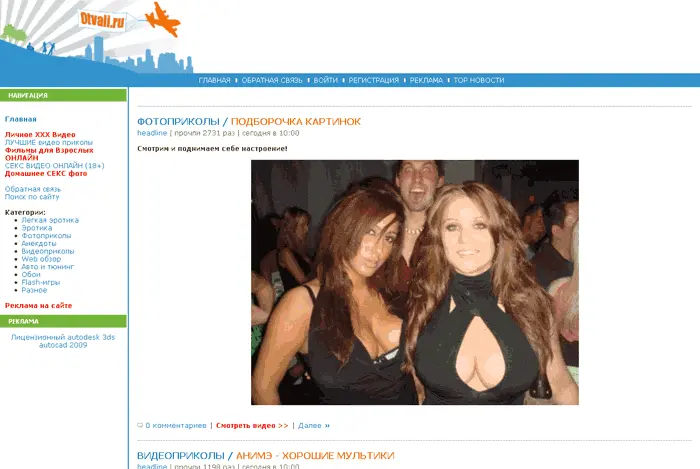 Otvali.ru
ГЛАВНАЯ ОБРАТНАЯ СВЯЗЬ ВОЙТИ РЕГИСТРАЦИЯ РЕКЛАМА TOP НОВОСТИ
НАВИГАЦИЯ
Главная
Личное XXX Видео
ЛУЧШИЕ видео приколы
Фильмы для Взрослых
ОНЛАЙН
СЕКС ВИДЕО ОНЛАЙН (18+)
Домашнее СЕКС фото
Обратная связь
Поиск по сайту
Категории:
Легкая эротика
Эротика
Фотоприколы
Анекдоты
Видеоприколы
Web обзор
Авто и тюнинг
Обои
Flash-игры
Разное
Реклама на сайте
РЕКЛАМА
Лицензионный autodesk 3ds
autosad 2009
ФОТОПРИКОЛЫ / ПОДБОРОЧКА КАРТИНОК
headline | прочли 2731 раз | сегодня в 10:00
Смотрим и поднимаем себе настроение!
0 комментариев | Смотреть видео >> | Далее »
ВИДЕОПРИКОЛЫ / АНИМЭ - ХОРОШИЕ МУЛЬТИКИ
headline | прочли 1198 раз | сегодня в 10:00